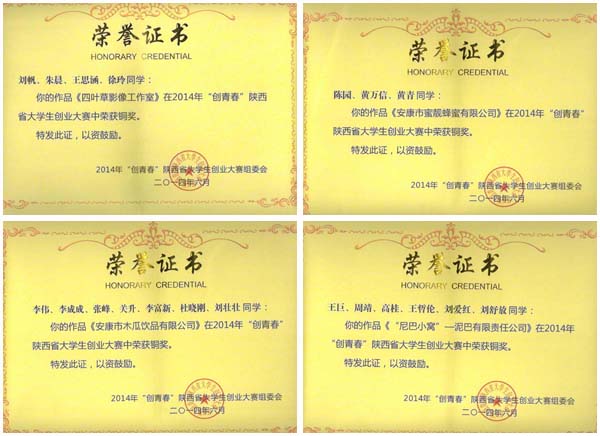 荣誉证书
HONORARY CREDENTIAL
刘帆、朱晨、王思涵、徐玲同学：
你的作品《四叶草影像工作室》在2014年“创青春”陕西
省大学生创业大赛中荣获铜奖。
特发此证，以资鼓励。
2014年“创青春”陕西省大学生创业大赛组委会
二〇一四年六月
荣誉证书
HONORARY CREDENTIAL
陈园、黄万信、黄青同学：
你的作品《安康市蜜靓蜂蜜有限公司》在2014年“创青春”陕西
省大学生创业大赛中荣获铜奖。
特发此证，以资鼓励。
2014年“创青春”陕西省大学生创业大赛组委会
二〇一四年六月
荣誉证书
HONORARY CREDENTIAL
李伟、李成成、张峰、关升、李富新、杜晓刚、刘壮壮同学：
你的作品《安康市木瓜饮品有限公司》在2014年“创青春”
陕西省大学生创业大赛中荣获铜奖。
特发此证，以资鼓励。
2014年“创青春”陕西省大学生创业大赛组委会
二〇一四年六月
荣誉证书
HONORARY CREDENTIAL
王巨、周靖、高桂、王哲伦、刘爱红、刘舒放同学：
你的作品《“尼巴小窝”—泥巴有限责任公司》在2014年
“创青春”陕西省大学生创业大赛中荣获铜奖。
特发此证，以资鼓励。
2014年“创青春”陕西省大学生创业大赛组委会
二〇一四年六月